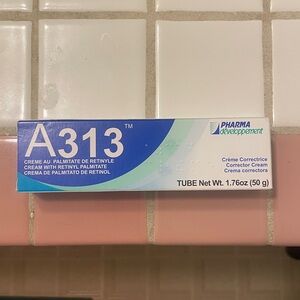 A313™
CREME AU PALMITATE DE RETINYLE
CREAM WITH RETINYL PALMITATE
CREMA DE PALMITATO DE RETINOL
PHARMA
développement
Crème Correctrice
Corrector Cream
Crema correctora
TUBE Net Wt. 1.76oz (50 g)